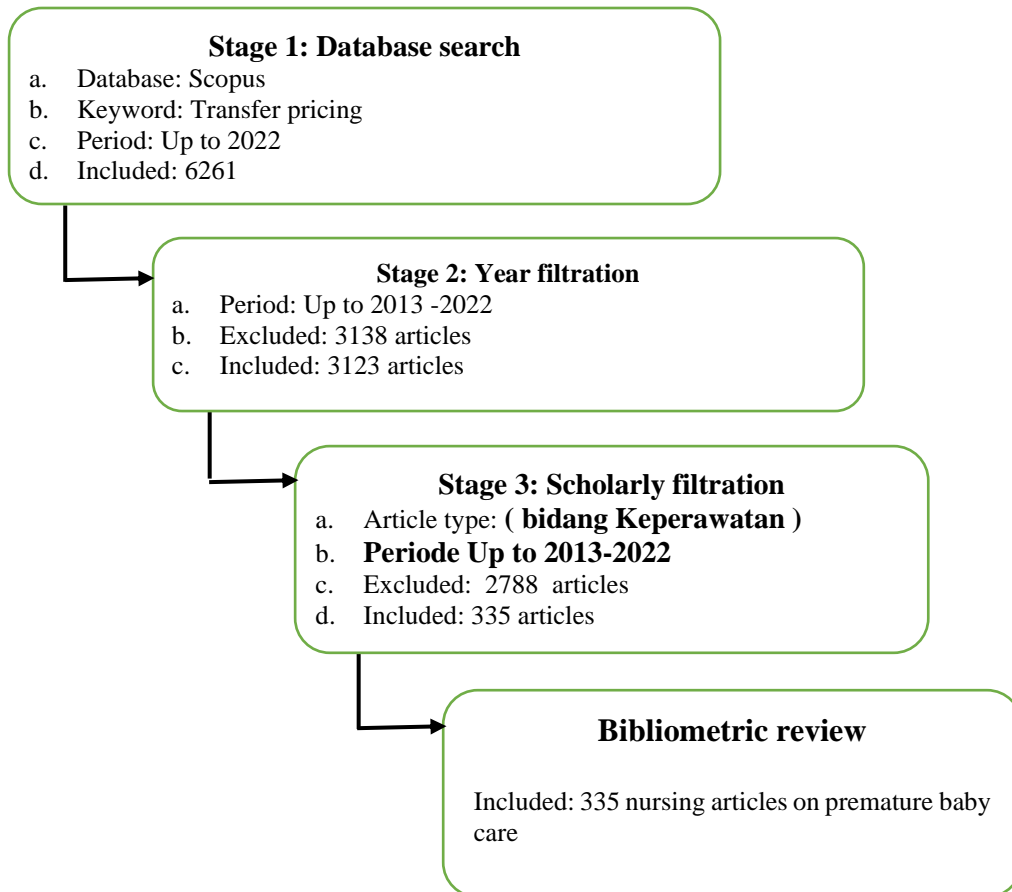 Stage 1: Database search
a. Database: Scopus
b. Keyword: Transfer pricing
c. Period: Up to 2022
d. Included: 6261
Stage 2: Year filtration
a. Period: Up to 2013 -2022
b. Excluded: 3138 articles
c. Included: 3123 articles
Stage 3: Scholarly filtration
a. Article type: ( bidang Keperawatan )
b. Periode Up to 2013-2022
c. Excluded: 2788 articles
d. Included: 335 articles
Bibliometric review
Included: 335 nursing articles on premature baby
care